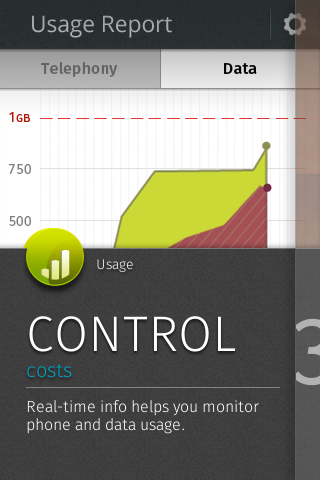 Usage Report
Telephony Data
1GB
750
500
Usage
CONTROL
costs
Real-time info helps you monitor
phone and data usage.
3